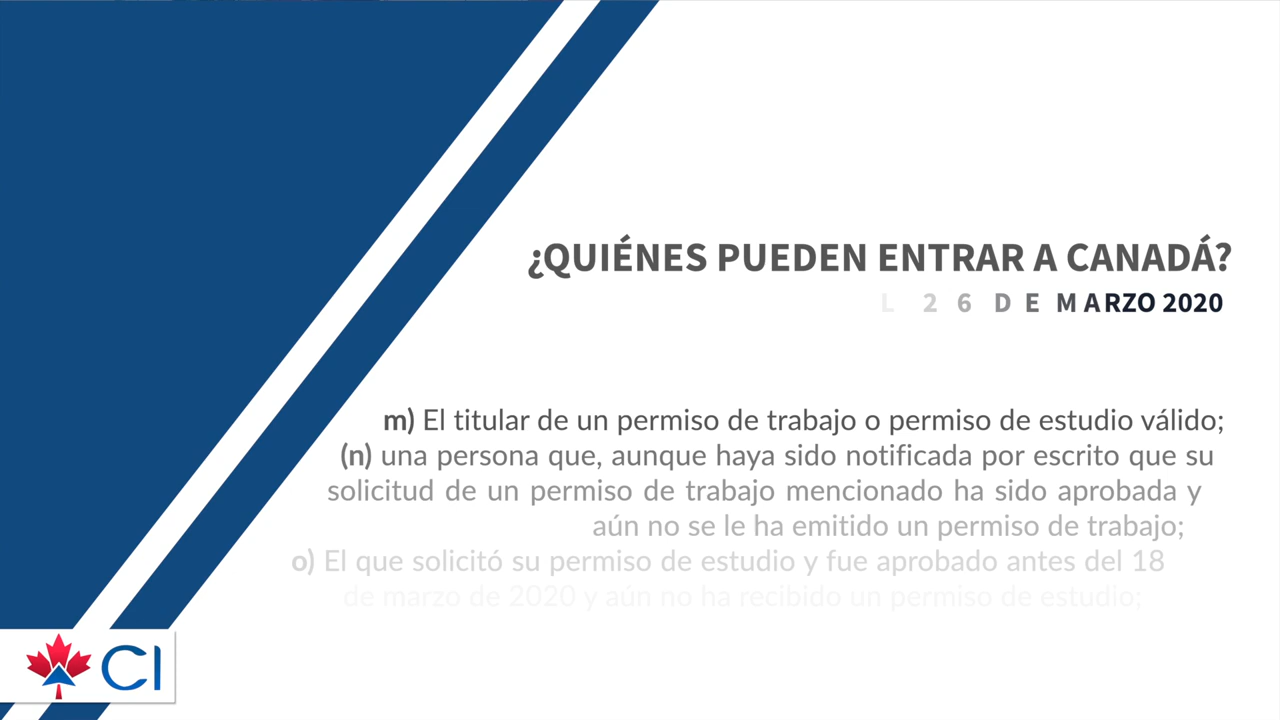 ¿QUIÉNES PUEDEN ENTRAR A CANADÁ?
L 26 DE MARZO 2020
m) El titular de un permiso de trabajo o permiso de estudio válido;
(n) una persona que, aunque haya sido notificada por escrito que su
solicitud de un permiso de trabajo mencionado ha sido aprobada y
aún no se le ha emitido un permiso de trabajo;
o) El que solicitó su permiso de estudio y fue aprobado antes del 18
de marzo de 2020 y aún no ha recibido un permiso de estudio;
CI